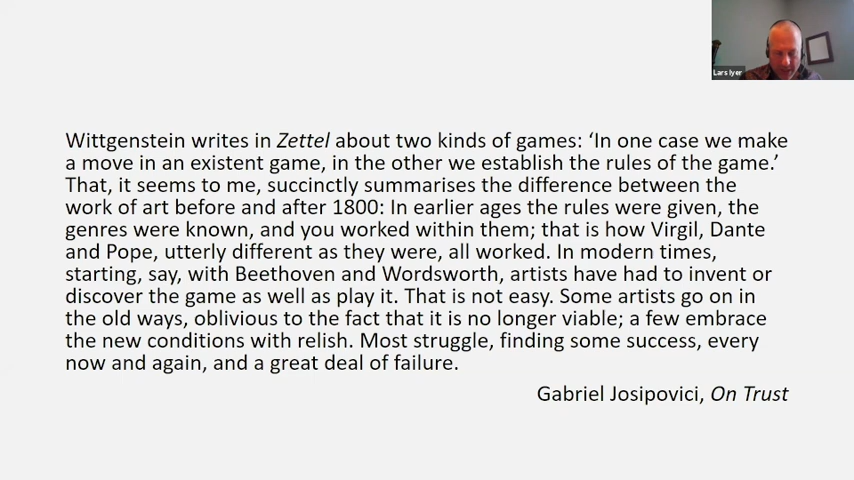 Lars Iyer
Wittgenstein writes in Zettel about two kinds of games: ‘In one case we make
a move in an existent game, in the other we establish the rules of the game.’
That, it seems to me, succinctly summarises the difference between the
work of art before and after 1800: In earlier ages the rules were given, the
genres were known, and you worked within them; that is how Virgil, Dante
and Pope, utterly different as they were, all worked. In modern times,
starting, say, with Beethoven and Wordsworth, artists have had to invent or
discover the game as well as play it. That is not easy. Some artists go on in
the old ways, oblivious to the fact that it is no longer viable; a few embrace
the new conditions with relish. Most struggle, finding some success, every
now and again, and a great deal of failure.
Gabriel Josipovici, On Trust